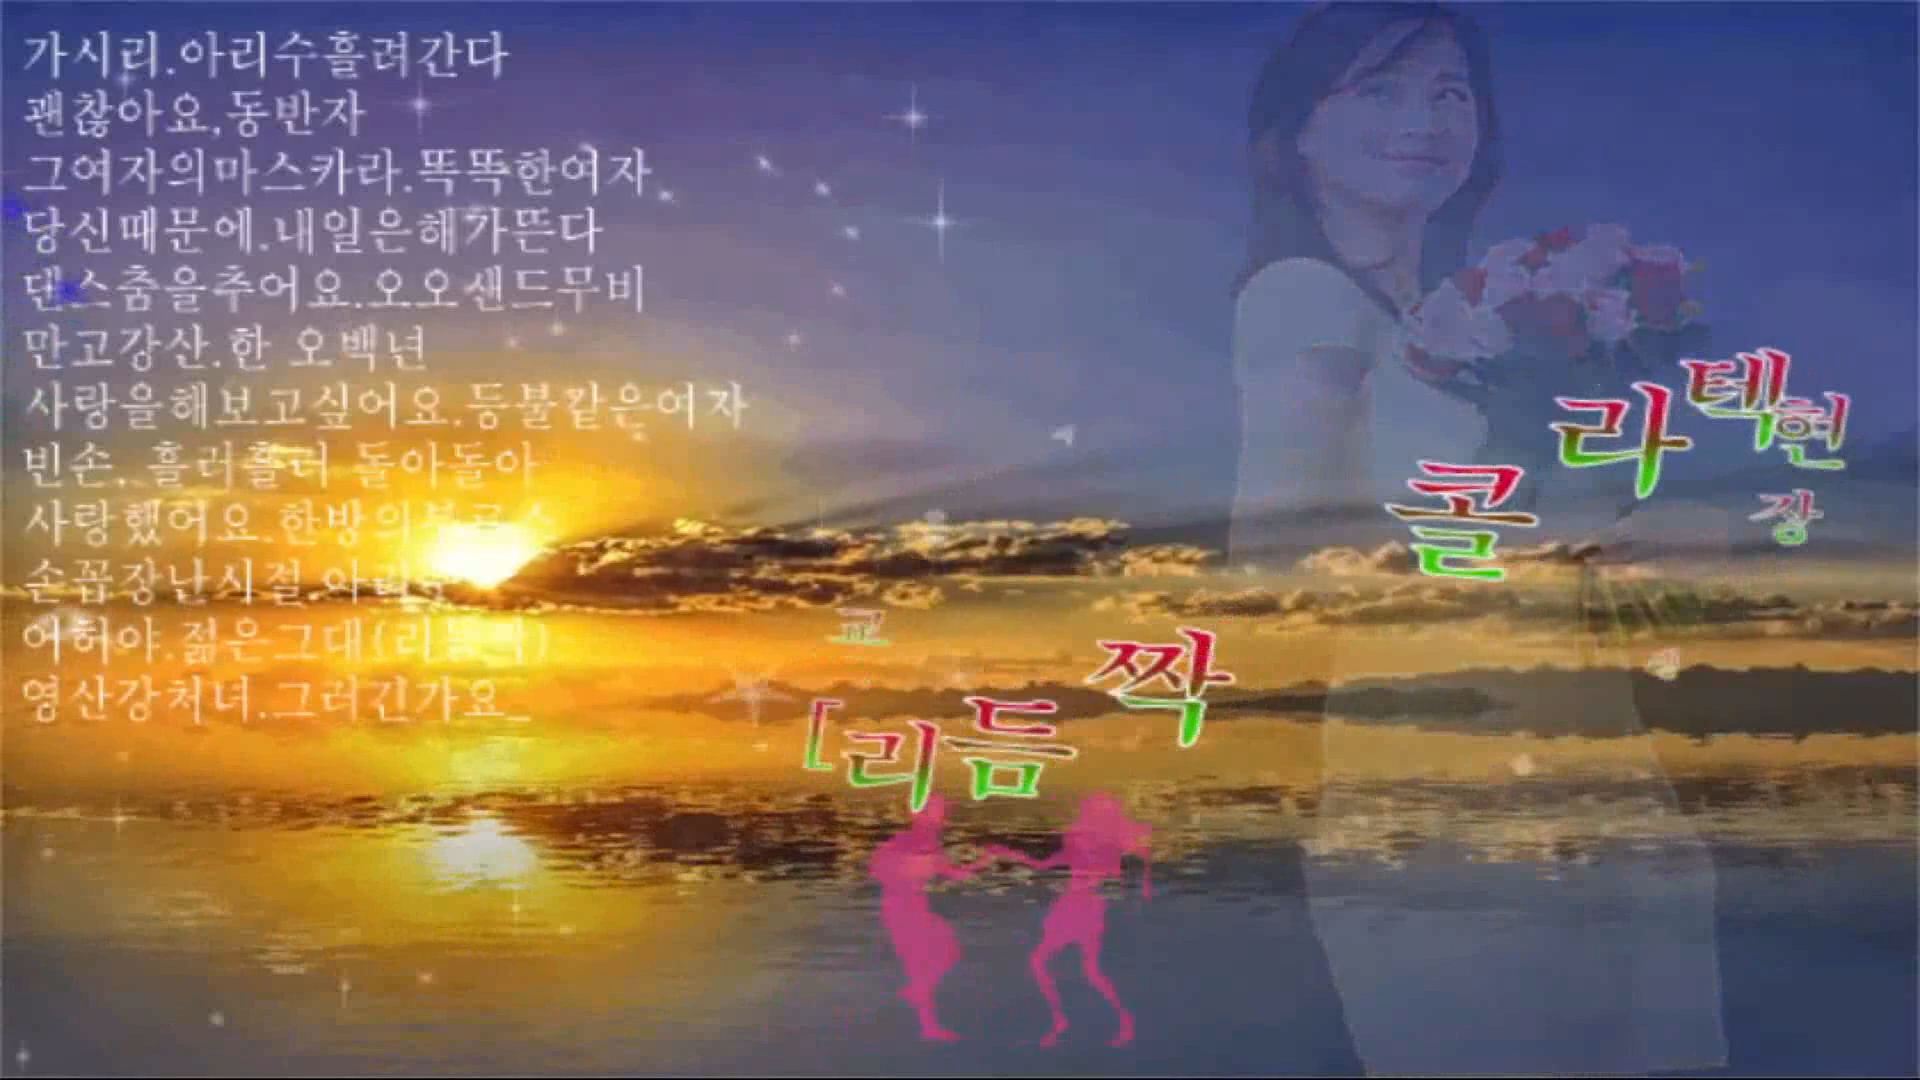 가시리.아리수흘려간다
괜찮아요,동반자
그여자의마스카라.똑똑한여자
당신때문에.내일은해가뜬다
댄스춤을추어요.오오샌드무비
만고강산.한 오백년
사랑을해보고싶어요.등불같은여자
빈손, 흘러흘러 돌아돌아
사랑했어요.한방의부르스
손꼽장난시절.아리수
어허야.젊은그대(리듬짝)
영산강처녀.그러긴가요_
콜라텍현장
[리듬짝